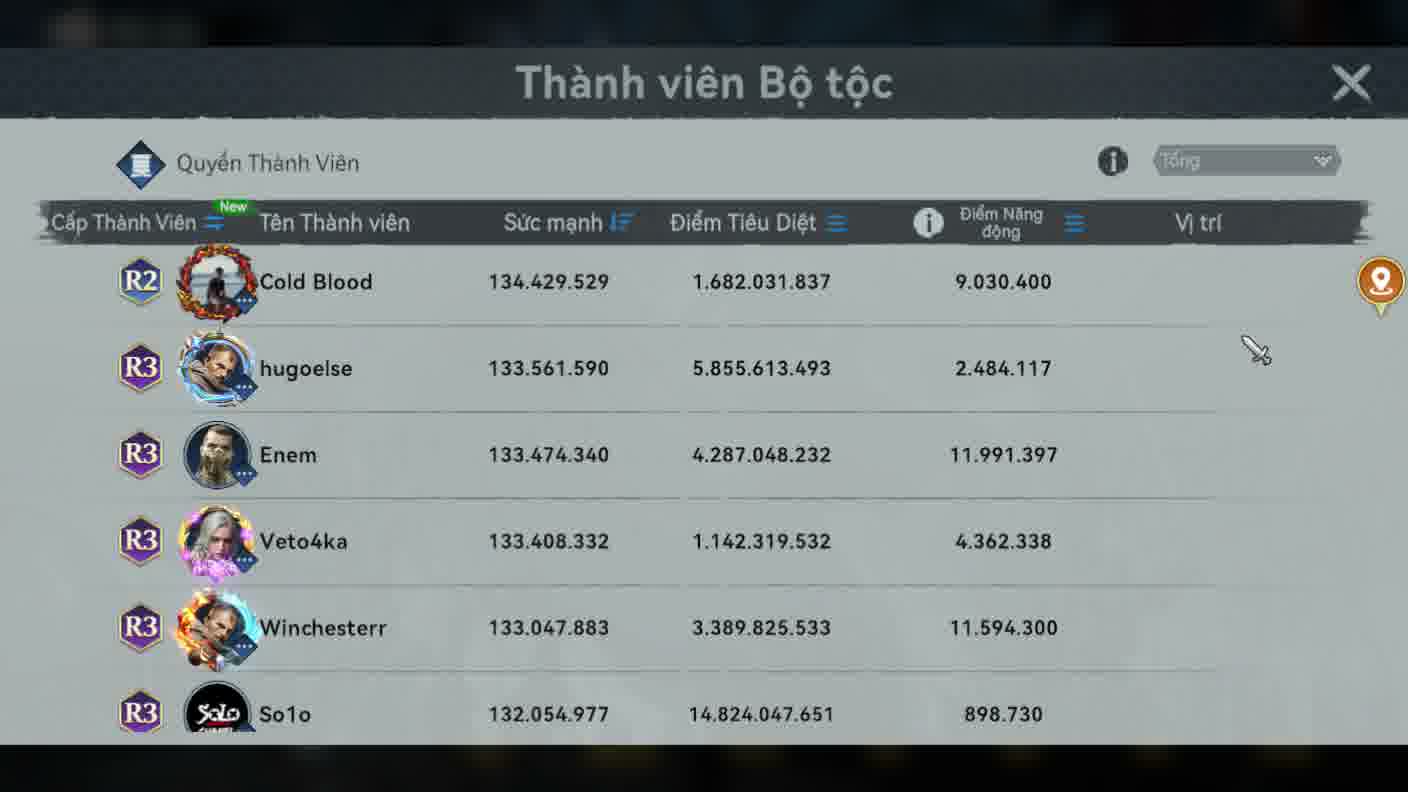 Thành viên Bộ tộc
Quyển Thành Viên
Tổng
New
Cấp Thành Viên Tên Thành viên Sức mạnh Điểm Tiêu Diệt Điểm Năng động Vị trí
R2 Cold Blood 134.429.529 1.682.031.837 9.030.400
R3 hugoelse 133.561.590 5.855.613.493 2.484.117
R3 Enem 133.474.340 4.287.048.232 11.991.397
R3 Veto4ka 133.408.332 1.142.319.532 4.362.338
R3 Winchesterr 133.047.883 3.389.825.533 11.594.300
R3 SoLo So1o 132.054.977 14.824.047.651 898.730